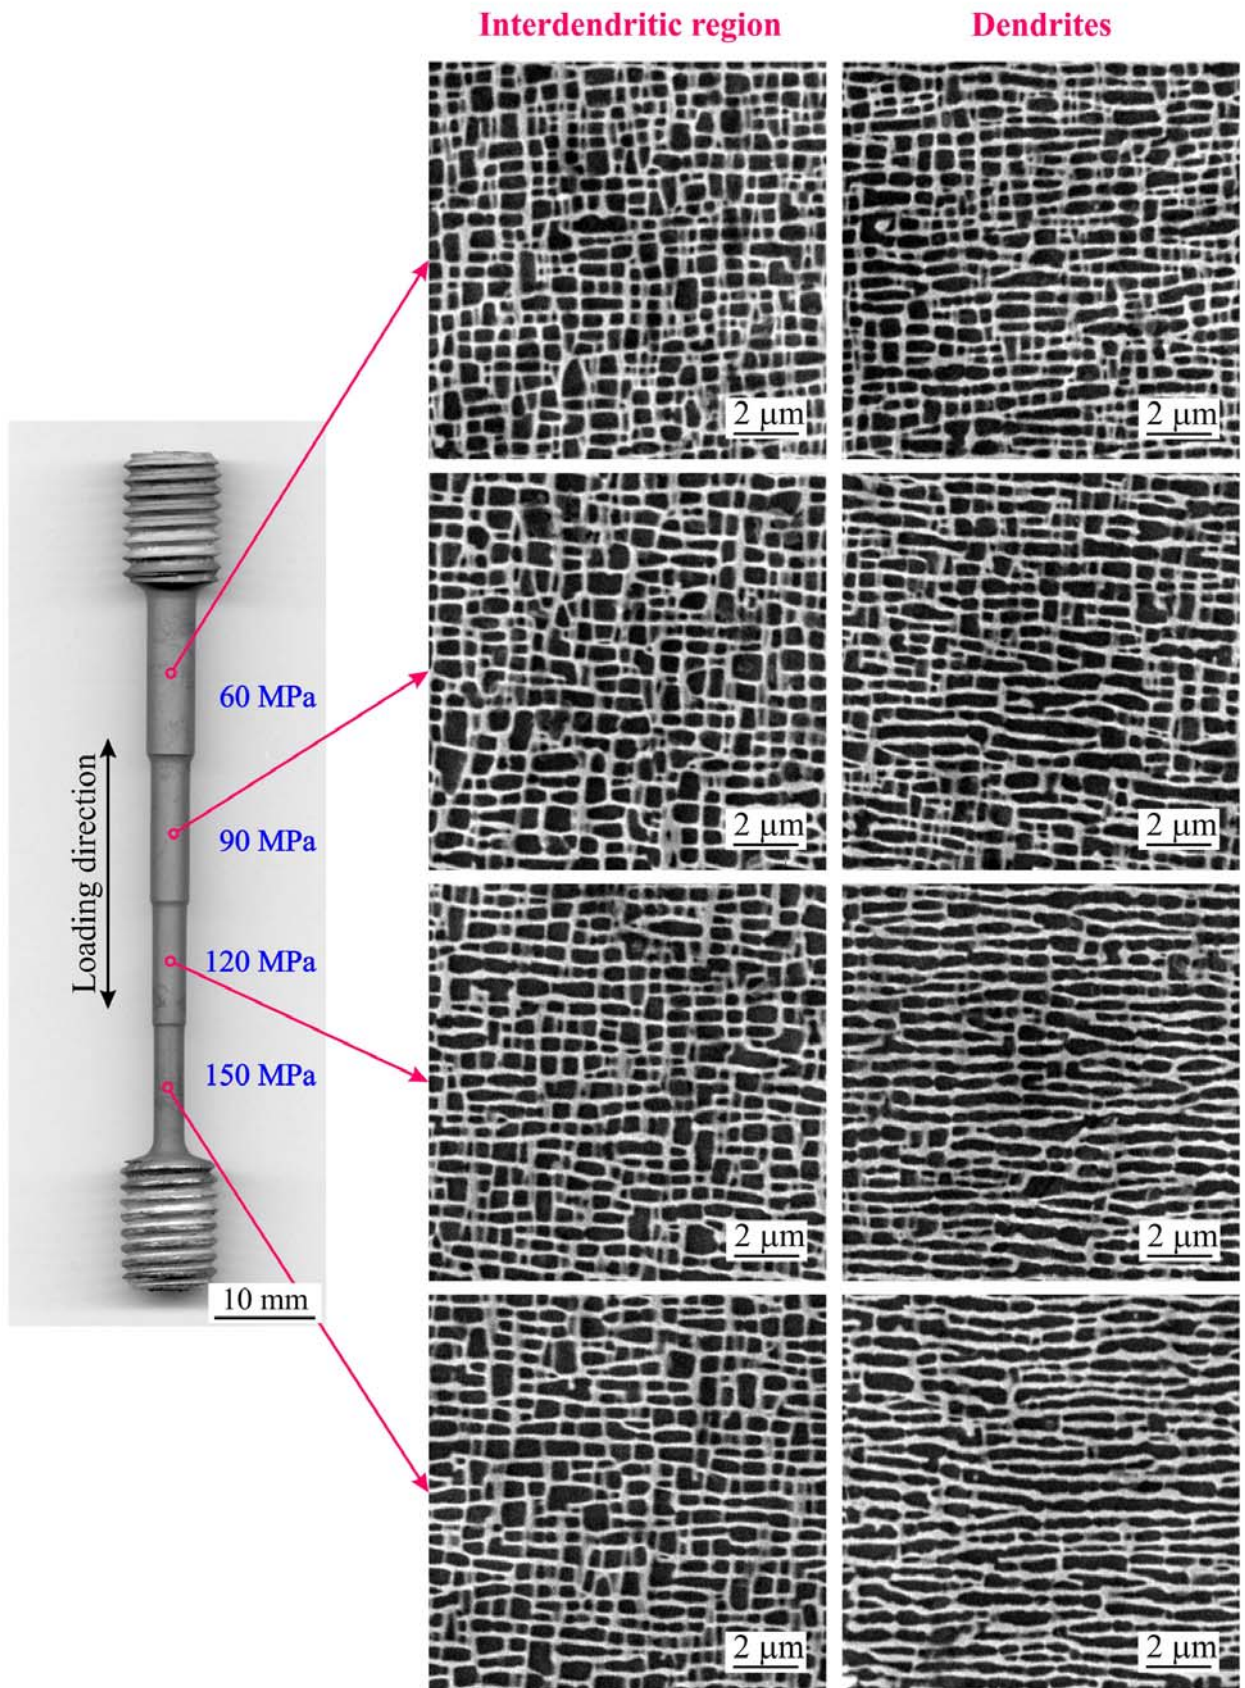 Interdendritic region
Dendrites
2 µm
2 µm
60 MPa
90 MPa
120 MPa
150 MPa
Loading direction
10 mm
2 µm
2 µm
2 µm
2 µm
2 µm
2 µm